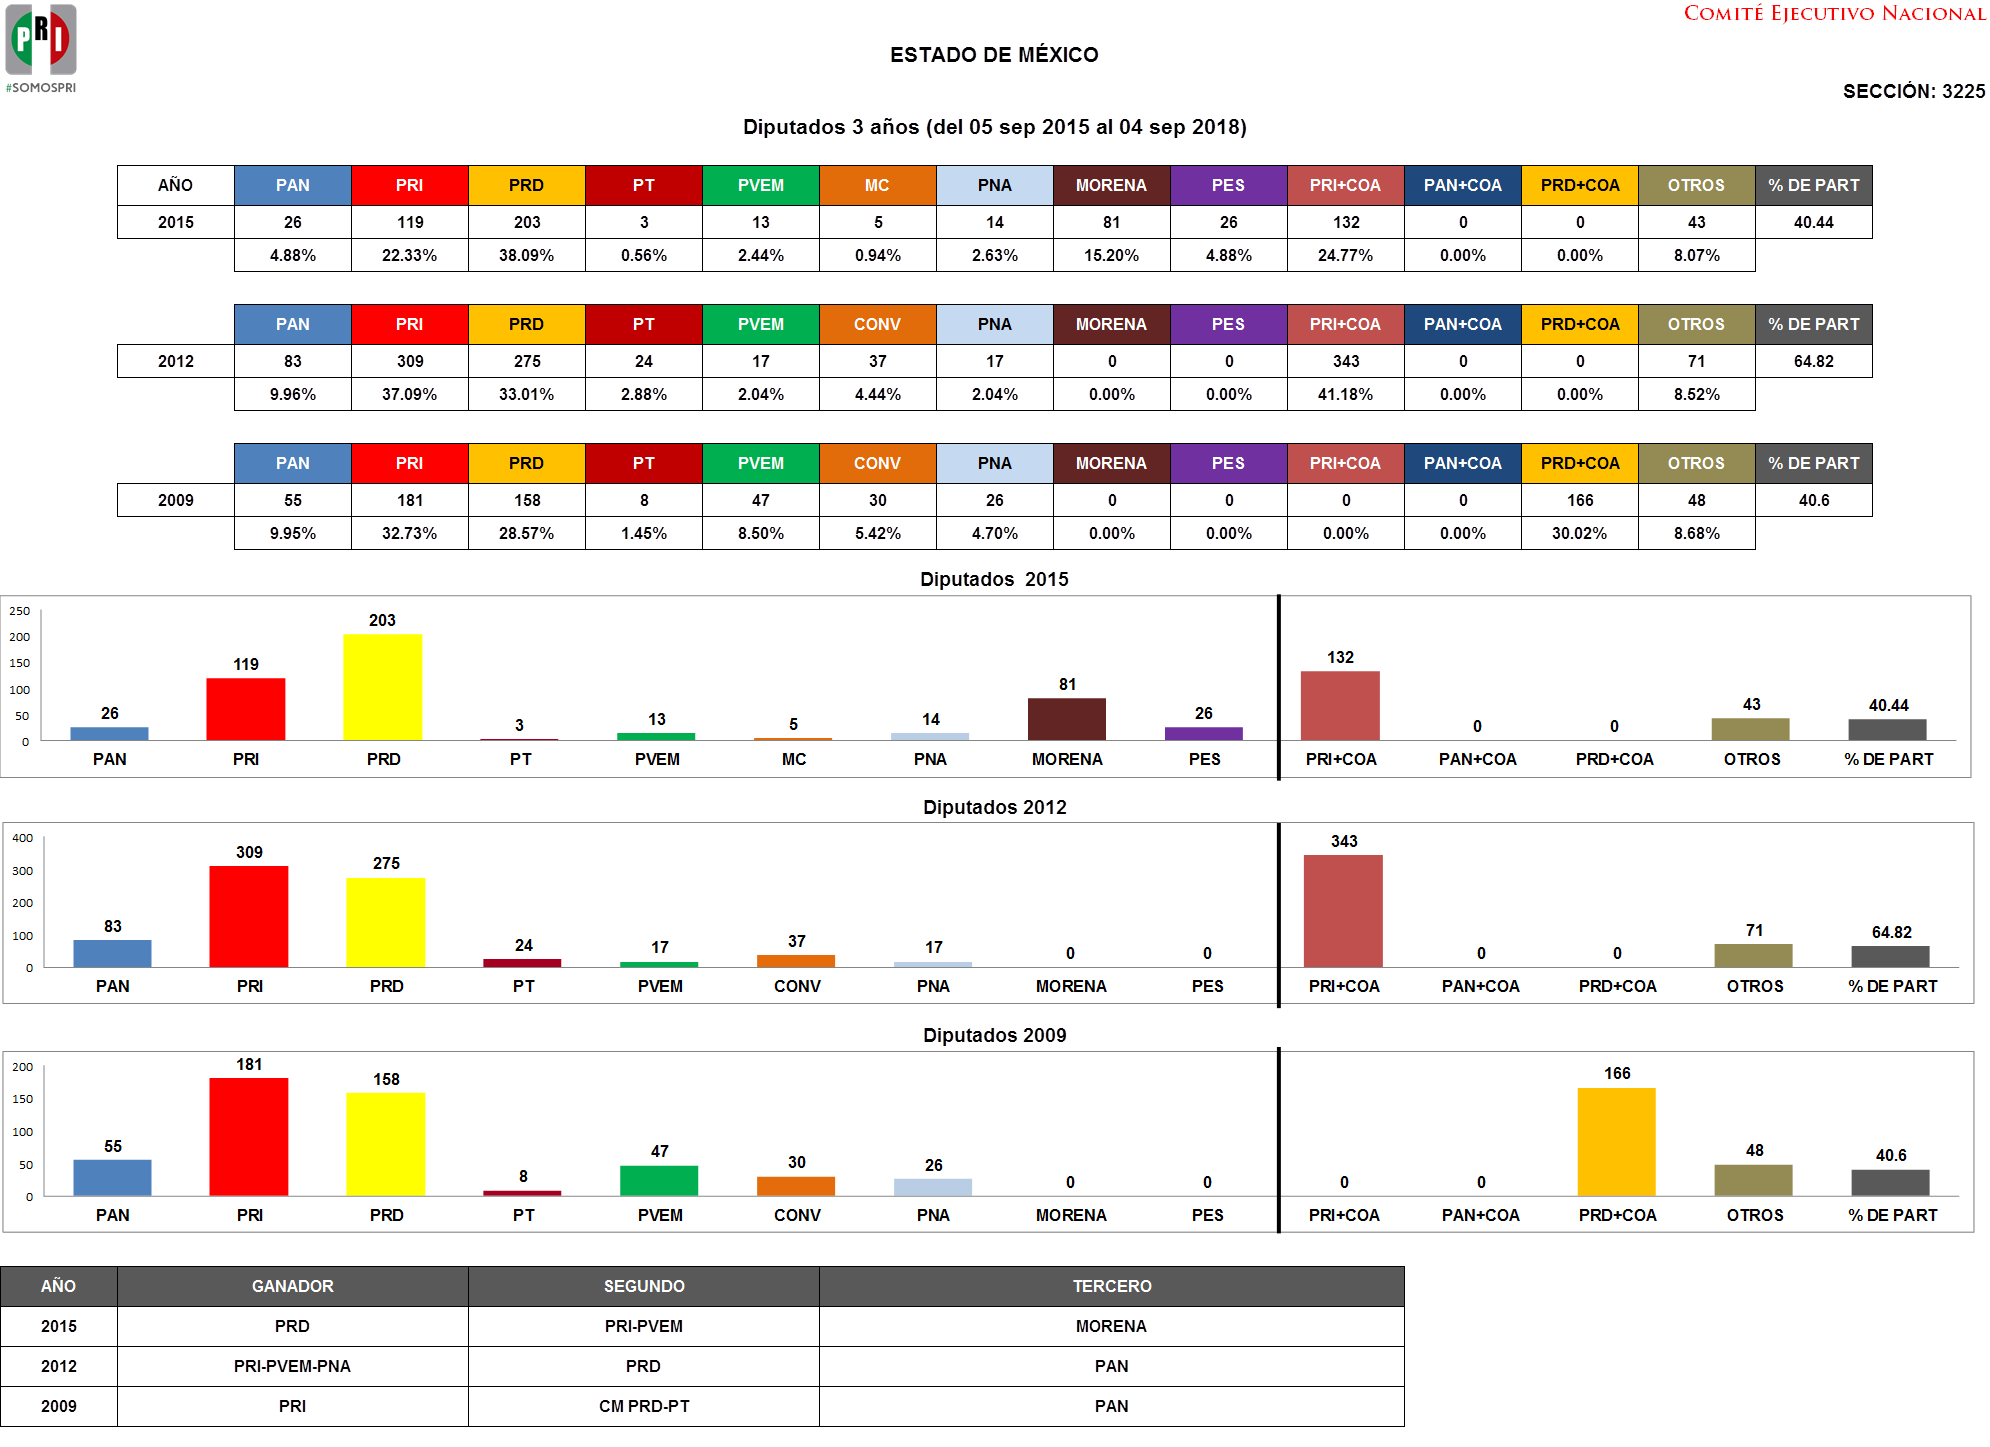 PRI
#SOMOSPRI
COMITÉ EJECUTIVO NACIONAL
ESTADO DE MÉXICO
SECCIÓN: 3225
Diputados 3 años (del 05 sep 2015 al 04 sep 2018)
AÑO PAN PRI PRD PT PVEM MC PNA MORENA PES PRI+COA PAN+COA PRD+COA OTROS % DE PART
2015 26 119 203 3 13 5 14 81 26 132 0 0 43 40.44
4.88% 22.33% 38.09% 0.56% 2.44% 0.94% 2.63% 15.20% 4.88% 24.77% 0.00% 0.00% 8.07%
PAN PRI PRD PT PVEM CONV PNA MORENA PES PRI+COA PAN+COA PRD+COA OTROS % DE PART
2012 83 309 275 24 17 37 17 0 0 343 0 0 71 64.82
9.96% 37.09% 33.01% 2.88% 2.04% 4.44% 2.04% 0.00% 0.00% 41.18% 0.00% 0.00% 8.52%
PAN PRI PRD PT PVEM CONV PNA MORENA PES PRI+COA PAN+COA PRD+COA OTROS % DE PART
2009 55 181 158 8 47 30 26 0 0 0 0 166 48 40.6
9.95% 32.73% 28.57% 1.45% 8.50% 5.42% 4.70% 0.00% 0.00% 0.00% 0.00% 30.02% 8.68%
Diputados 2015
250
200
150
100
50
0
26 119 203 3 13 5 14 81 26 132 0 0 43 40.44
PAN PRI PRD PT PVEM MC PNA MORENA PES PRI+COA PAN+COA PRD+COA OTROS % DE PART
Diputados 2012
400
300
200
100
0
83 309 275 24 17 37 17 0 0 343 0 0 71 64.82
PAN PRI PRD PT PVEM CONV PNA MORENA PES PRI+COA PAN+COA PRD+COA OTROS % DE PART
Diputados 2009
200
150
100
50
0
55 181 158 8 47 30 26 0 0 0 0 166 48 40.6
PAN PRI PRD PT PVEM CONV PNA MORENA PES PRI+COA PAN+COA PRD+COA OTROS % DE PART
AÑO GANADOR SEGUNDO TERCERO
2015 PRD PRI-PVEM MORENA
2012 PRI-PVEM-PNA PRD PAN
2009 PRI CM PRD-PT PAN